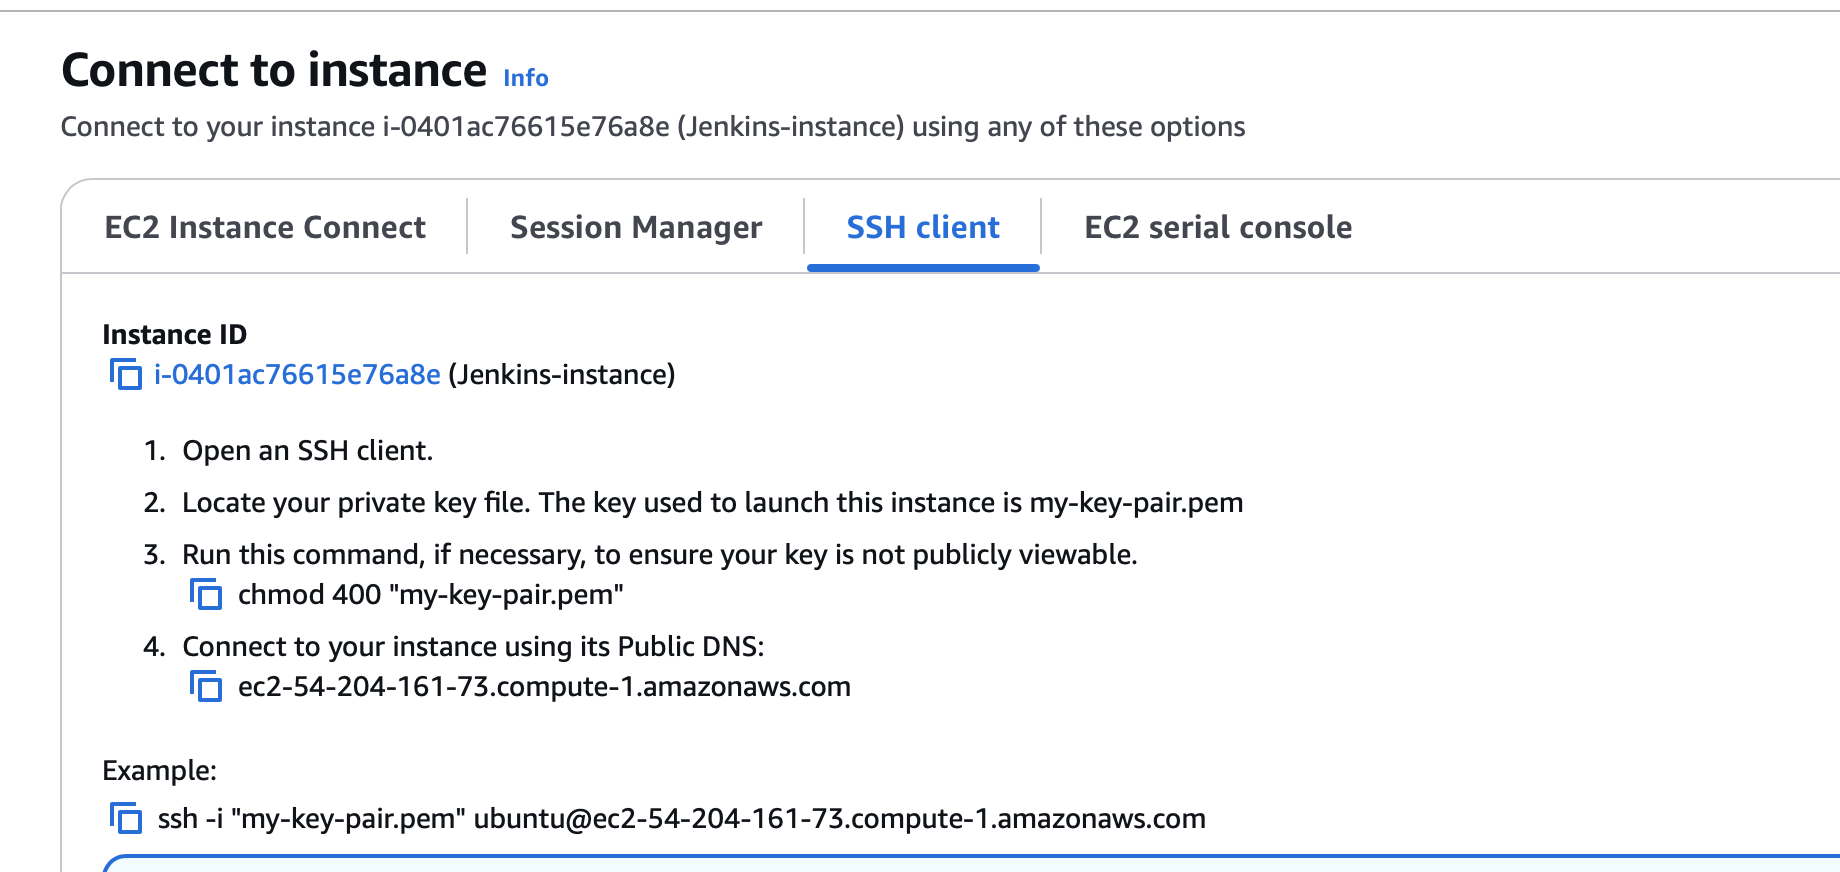 Connect to instance Info
Connect to your instance i-0401ac76615e76a8e (Jenkins-instance) using any of these options
EC2 Instance Connect Session Manager SSH client EC2 serial console
Instance ID
i-0401ac76615e76a8e (Jenkins-instance)
1. Open an SSH client.
2. Locate your private key file. The key used to launch this instance is my-key-pair.pem
3. Run this command, if necessary, to ensure your key is not publicly viewable.
chmod 400 "my-key-pair.pem"
4. Connect to your instance using its Public DNS:
ec2-54-204-161-73.compute-1.amazonaws.com
Example:
ssh -i "my-key-pair.pem" ubuntu@ec2-54-204-161-73.compute-1.amazonaws.com